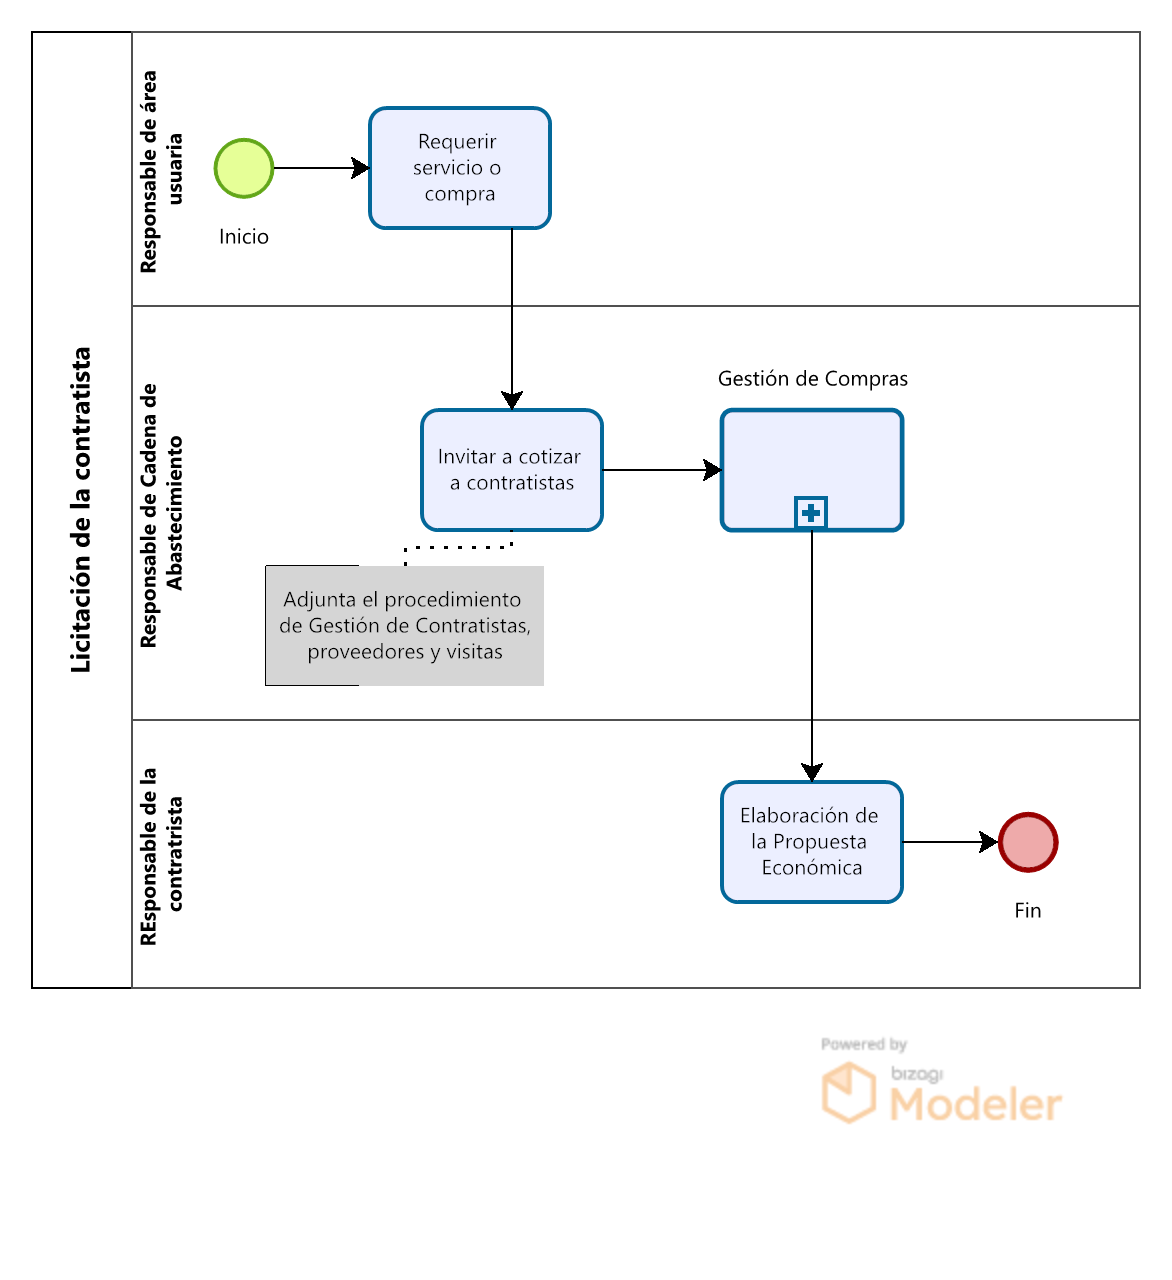 Licitación de la contratista
Responsable de área
usuaria
Inicio
Requerir
servicio o
compra
Responsable de Cadena de
Abastecimiento
Invitar a cotizar
a contratistas
Gestión de Compras
Adjunta el procedimiento
de Gestión de Contratistas,
proveedores y visitas
REsponsable de la
contratrista
Elaboración de
la Propuesta
Económica
Fin
Powered by
bizagi
Modeler